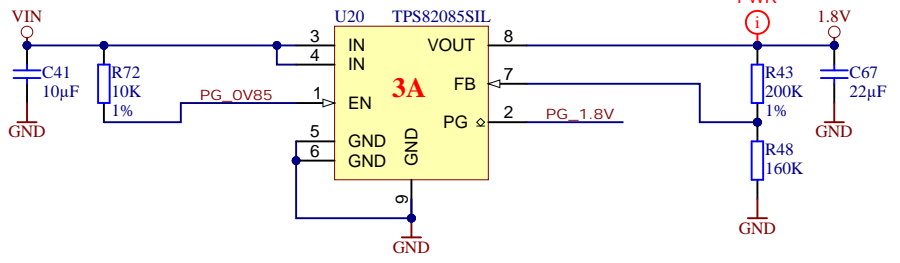 PWR
VIN
U20 TPS82085SIL
i
1.8V
3 IN VOUT 8
4 IN
C41
10µF
R72
10K
1%
3A
FB 7
R43
200K
1%
C67
22µF
PG_0V85 1 EN
PG 2 PG_1.8V
GND
5 GND
6 GND
GND
9
R48
160K
GND
GND
GND